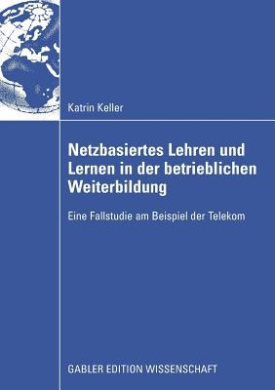 Katrin Keller
Netzbasiertes Lehren und
Lernen in der betrieblichen
Weiterbildung
Eine Fallstudie am Beispiel der Telekom
GABLER EDITION WISSENSCHAFT